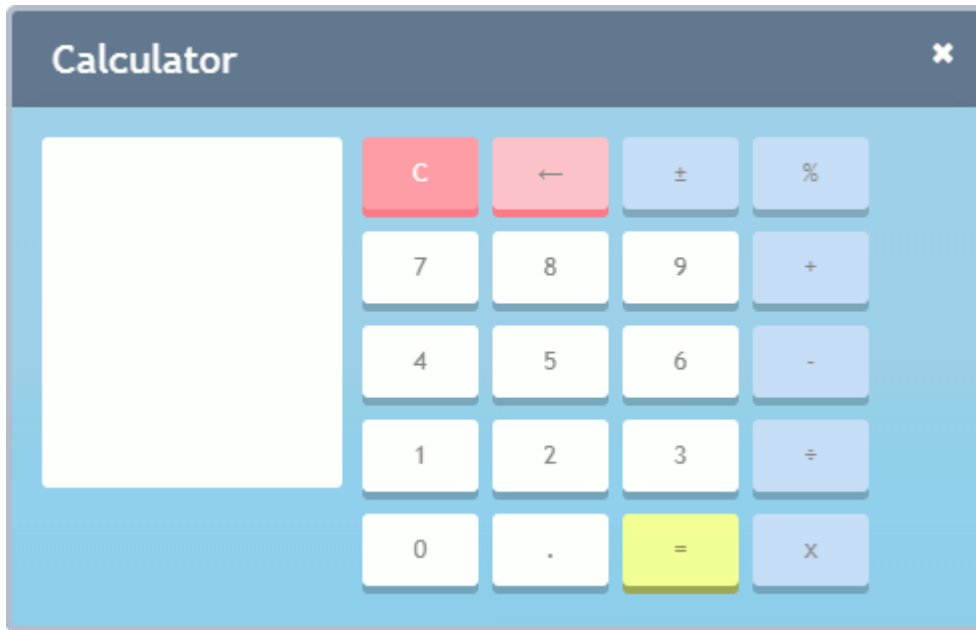 Calculator ✖
C ← ± %
7 8 9 +
4 5 6 -
1 2 3 ÷
0 . = x